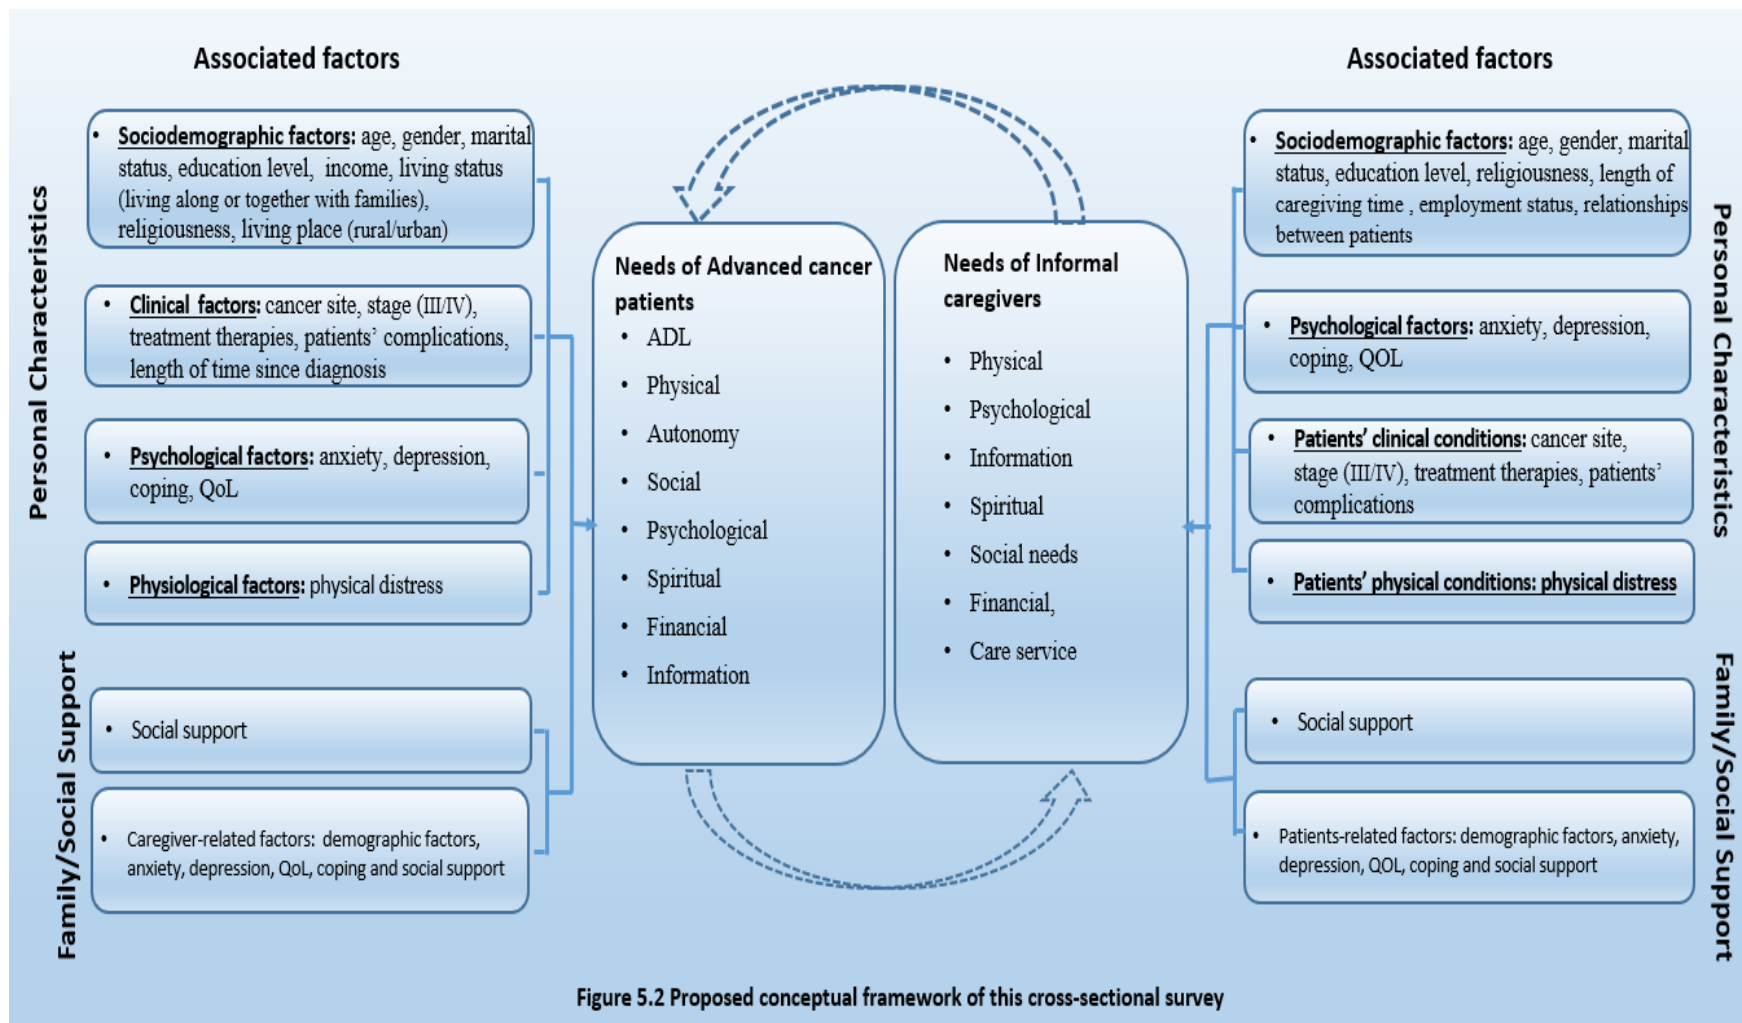 Associated factors
Personal Characteristics
• Sociodemographic factors: age, gender, marital
status, education level, income, living status
(living along or together with families),
religiousness, living place (rural/urban)
• Clinical factors: cancer site, stage (III/IV),
treatment therapies, patients’ complications,
length of time since diagnosis
• Psychological factors: anxiety, depression,
coping, QoL
• Physiological factors: physical distress
Family/Social Support
• Social support
• Caregiver-related factors: demographic factors,
anxiety, depression, QoL, coping and social support
Needs of Advanced cancer
patients
• ADL
• Physical
• Autonomy
• Social
• Psychological
• Spiritual
• Financial
• Information
Needs of Informal
caregivers
• Physical
• Psychological
• Information
• Spiritual
• Social needs
• Financial,
• Care service
Associated factors
Personal Characteristics
• Sociodemographic factors: age, gender, marital
status, education level, religiousness, length of
caregiving time , employment status, relationships
between patients
• Psychological factors: anxiety, depression,
coping, QOL
• Patients’ clinical conditions: cancer site,
stage (III/IV), treatment therapies, patients’
complications
• Patients’ physical conditions: physical distress
Family/Social Support
• Social support
• Patients-related factors: demographic factors, anxiety,
depression, QOL, coping and social support
Figure 5.2 Proposed conceptual framework of this cross-sectional survey